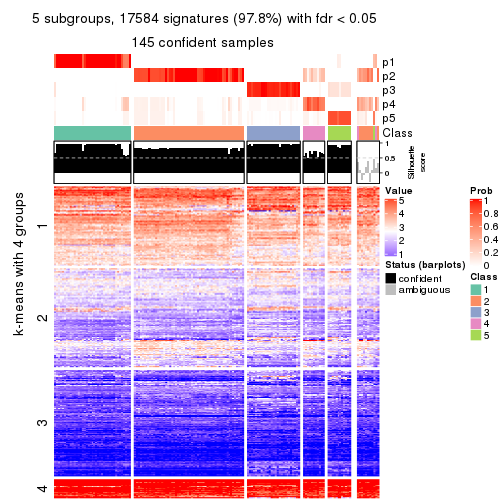 5 subgroups, 17584 signatures (97.8%) with fdr < 0.05
145 confident samples
p1
p2
p3
p4
p5
Class
1
0.5
0
Silhouette
score
k-means with 4 groups
1
2
3
4
Value
5
4
3
2
1
Status (barplots)
confident
ambiguous
Prob
1
0.8
0.6
0.4
0.2
0
Class
1
2
3
4
5